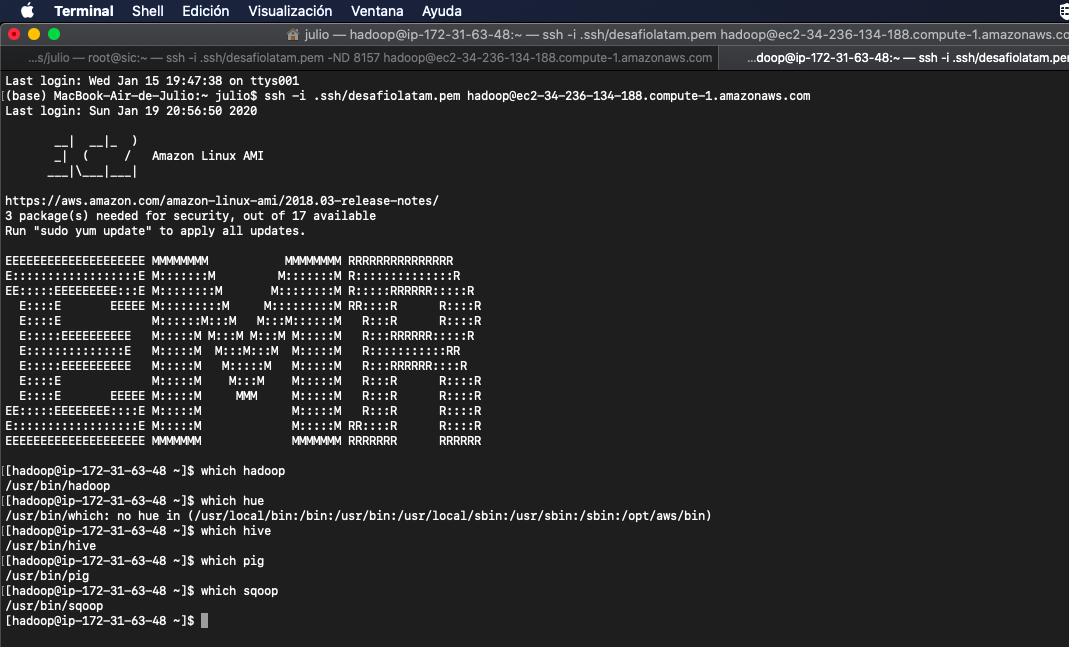 Terminal Shell Edición Visualización Ventana Ayuda
julio — hadoop@ip-172-31-63-48:~ — ssh -i .ssh/desafiolatam.pem hadoop@ec2-34-236-134-188.compute-1.amazonaws.co
...s/julio — root@sic:~ — ssh -i .ssh/desafiolatam.pem -ND 8157 hadoop@ec2-34-236-134-188.compute-1.amazonaws.com ...doop@ip-172-31-63-48:~ — ssh -i .ssh/desafiolatam.pe
Last login: Wed Jan 15 19:47:38 on ttys001
[(base) MacBook-Air-de-Julio:~ julio$ ssh -i .ssh/desafiolatam.pem hadoop@ec2-34-236-134-188.compute-1.amazonaws.com
Last login: Sun Jan 19 20:56:50 2020

       __|  __|_  )
       _|  (     /   Amazon Linux AMI
      ___|\___|___|

https://aws.amazon.com/amazon-linux-ami/2018.03-release-notes/
3 package(s) needed for security, out of 17 available
Run "sudo yum update" to apply all updates.

EEEEEEEEEEEEEEEEEEEE MMMMMMMM           MMMMMMMM RRRRRRRRRRRRRRR
E::::::::::::::::::E M:::::::M         M:::::::M R::::::::::::::R
EE:::::EEEEEEEEE:::E M::::::::M       M::::::::M R:::::RRRRRR:::::R
  E::::E       EEEEE M:::::::::M     M:::::::::M RR::::R      R::::R
  E::::E             M::::::M:::M   M:::M::::::M   R:::R      R::::R
  E:::::EEEEEEEEEE   M:::::M M:::M M:::M M:::::M   R:::RRRRRR:::::R
  E::::::::::::::E   M:::::M  M:::M:::M  M:::::M   R:::::::::::RR
  E:::::EEEEEEEEEE   M:::::M   M:::::M   M:::::M   R:::RRRRRR::::R
  E::::E             M:::::M    M:::M    M:::::M   R:::R      R::::R
  E::::E       EEEEE M:::::M     MMM     M:::::M   R:::R      R::::R
EE:::::EEEEEEEE::::E M:::::M             M:::::M   R:::R      R::::R
E::::::::::::::::::E M:::::M             M:::::M RR::::R      R::::R
EEEEEEEEEEEEEEEEEEEE MMMMMMM             MMMMMMM RRRRRRR      RRRRRR

[[hadoop@ip-172-31-63-48 ~]$ which hadoop
/usr/bin/hadoop
[[hadoop@ip-172-31-63-48 ~]$ which hue
/usr/bin/which: no hue in (/usr/local/bin:/bin:/usr/bin:/usr/local/sbin:/usr/sbin:/sbin:/opt/aws/bin)
[[hadoop@ip-172-31-63-48 ~]$ which hive
/usr/bin/hive
[[hadoop@ip-172-31-63-48 ~]$ which pig
/usr/bin/pig
[[hadoop@ip-172-31-63-48 ~]$ which sqoop
/usr/bin/sqoop
[hadoop@ip-172-31-63-48 ~]$